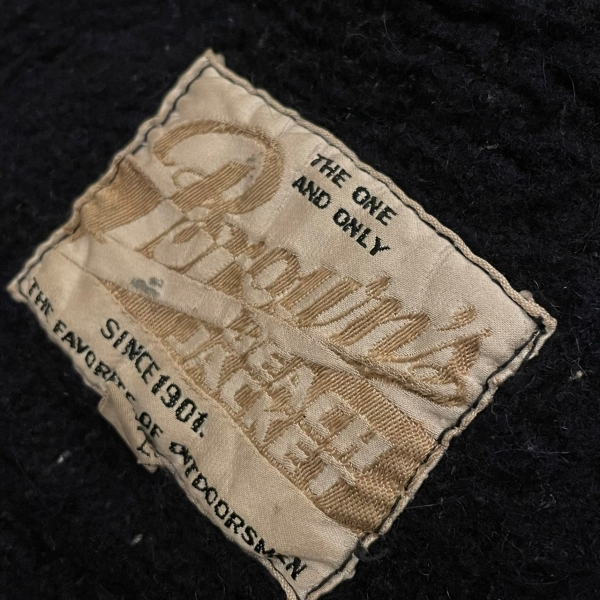 THE ONE
AND ONLY
Brown's
BEACH
JACKET
SINCE 1901.
THE FAVORITE OF OUTDOORSMEN
L